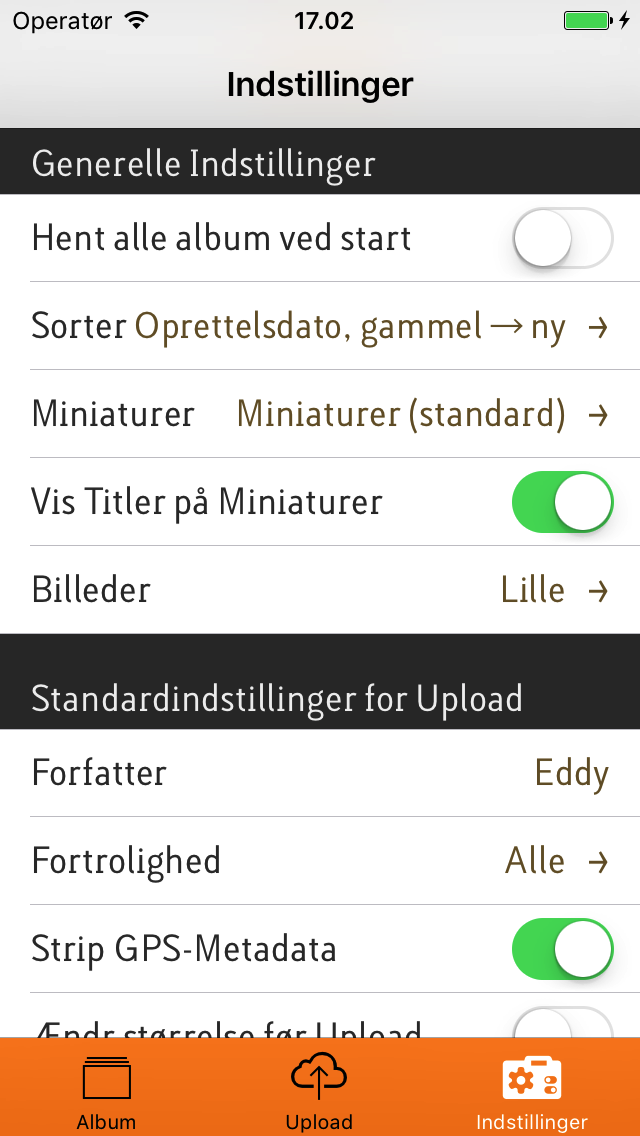 Operatør 17.02
Indstillinger
Generelle Indstillinger
Hent alle album ved start
Sorter Oprettelsdato, gammel → ny →
Miniaturer Miniaturer (standard) →
Vis Titler på Miniaturer
Billeder Lille →
Standardindstillinger for Upload
Forfatter Eddy
Fortrolighed Alle →
Strip GPS-Metadata
Ændr størrelse før Upload
Album Upload Indstillinger